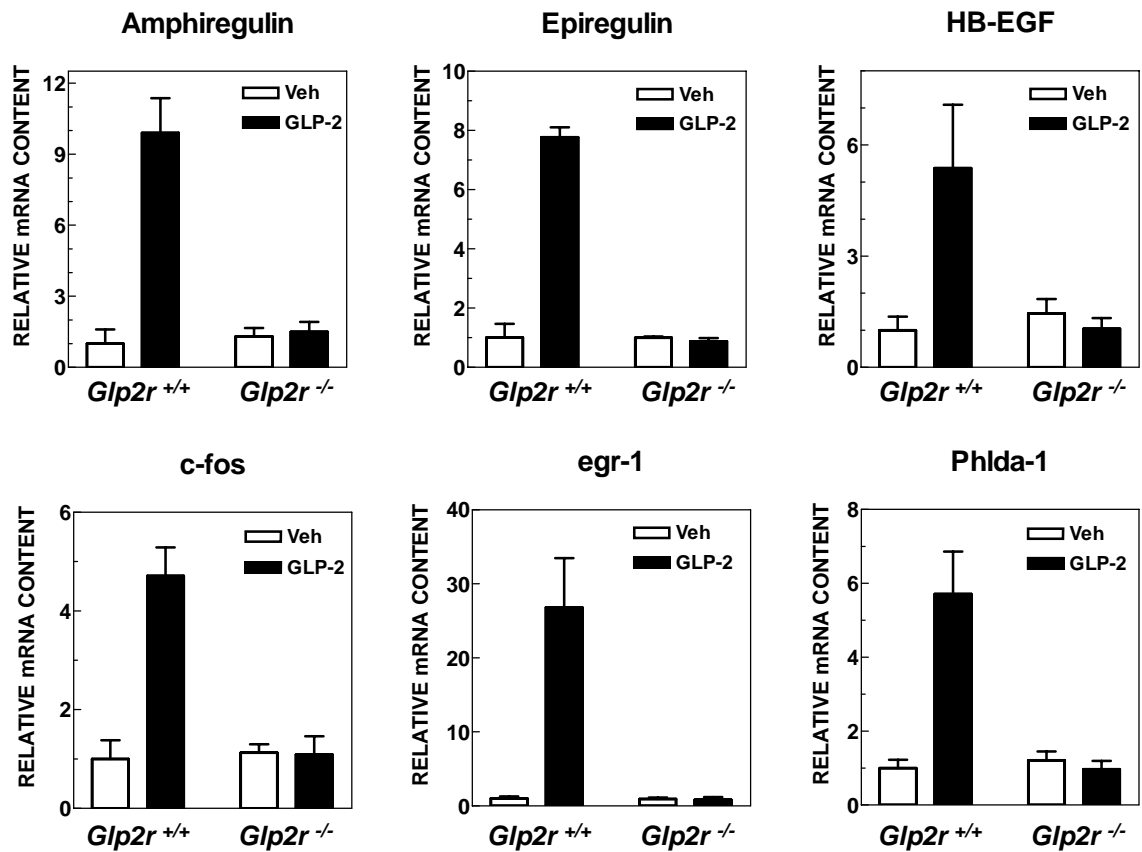 Amphiregulin
RELATIVE mRNA CONTENT
12
9
6
3
0
Veh
GLP-2
Glp2r +/+
Glp2r -/-
Epiregulin
RELATIVE mRNA CONTENT
10
8
6
4
2
0
Veh
GLP-2
Glp2r +/+
Glp2r -/-
HB-EGF
RELATIVE mRNA CONTENT
6
3
0
Veh
GLP-2
Glp2r +/+
Glp2r -/-
c-fos
RELATIVE mRNA CONTENT
6
4
2
0
Veh
GLP-2
Glp2r +/+
Glp2r -/-
egr-1
RELATIVE mRNA CONTENT
40
30
20
10
0
Veh
GLP-2
Glp2r +/+
Glp2r -/-
Phlda-1
RELATIVE mRNA CONTENT
8
6
4
2
0
Veh
GLP-2
Glp2r +/+
Glp2r -/-